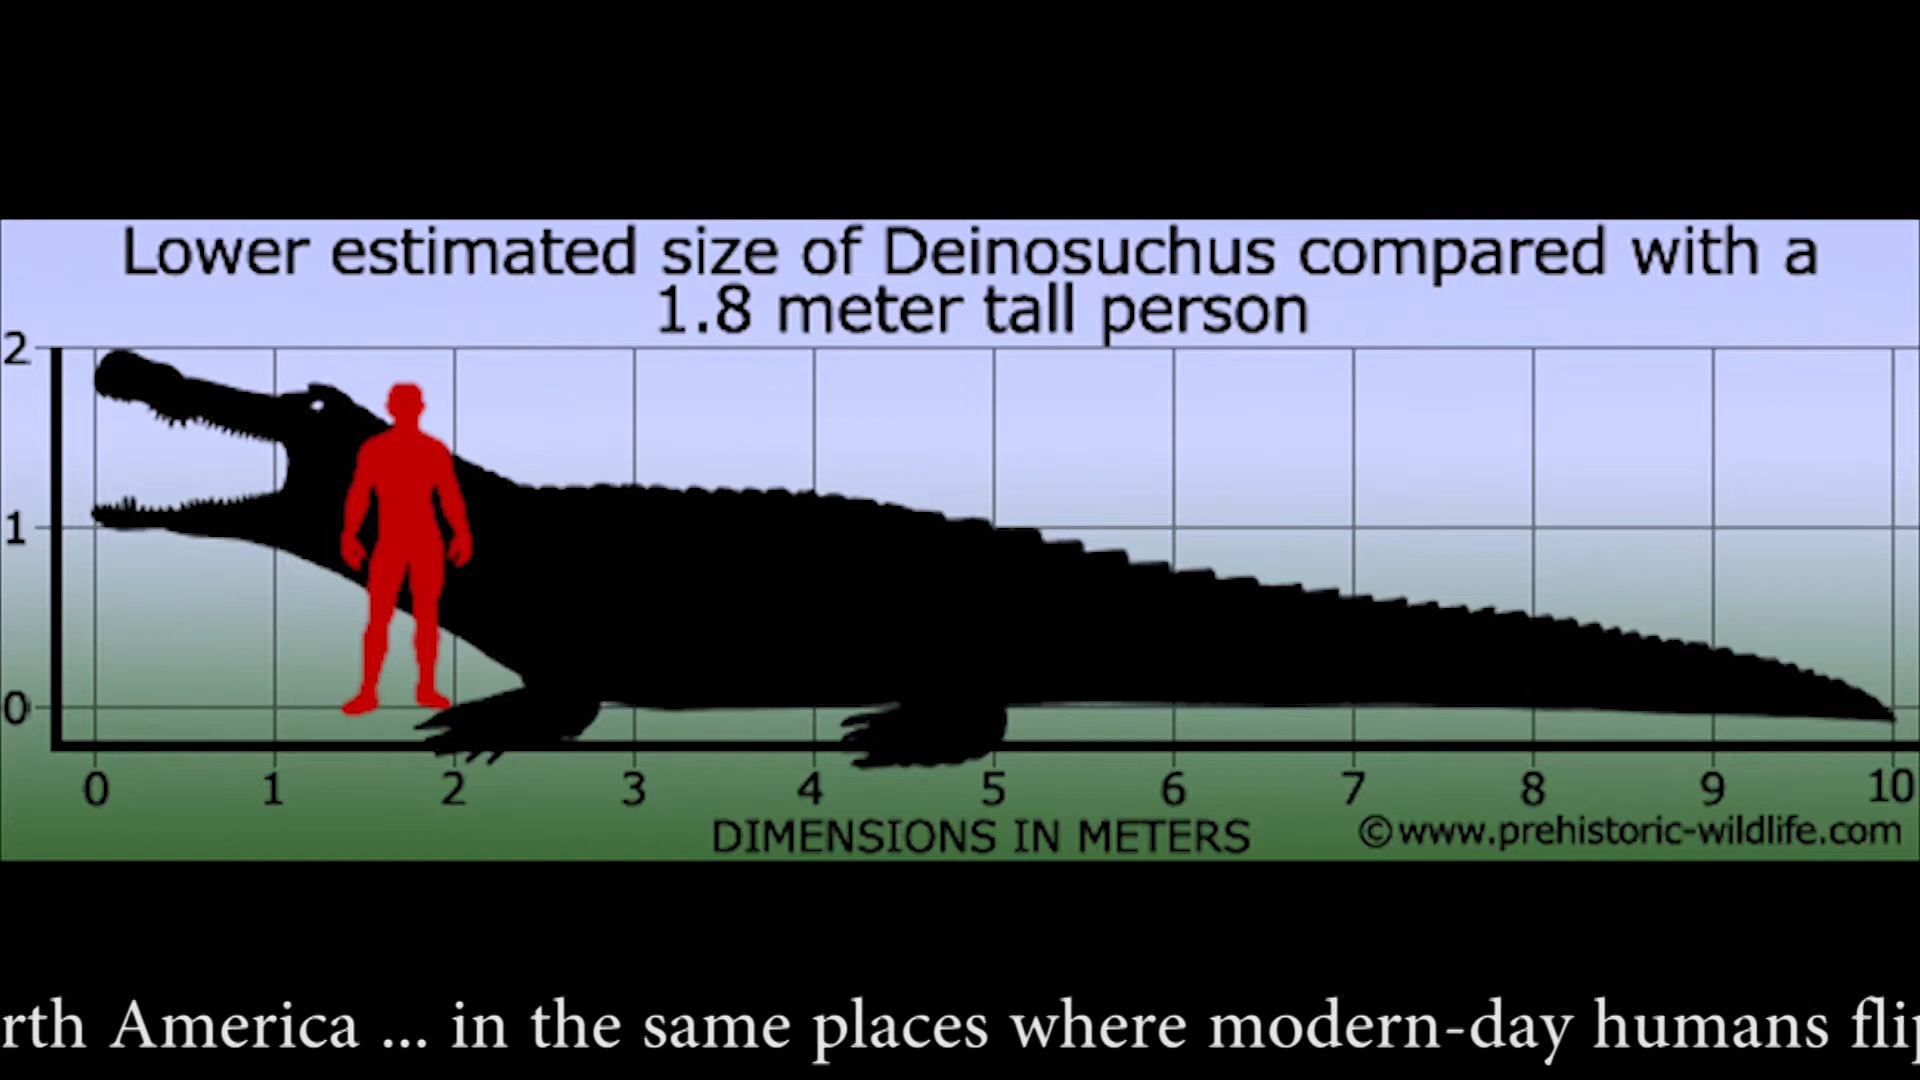 Lower estimated size of Deinosuchus compared with a
1.8 meter tall person
2
1
0
0 1 2 3 4 5 6 7 8 9 10
DIMENSIONS IN METERS
©www.prehistoric-wildlife.com
America ... in the same places where modern-day humans